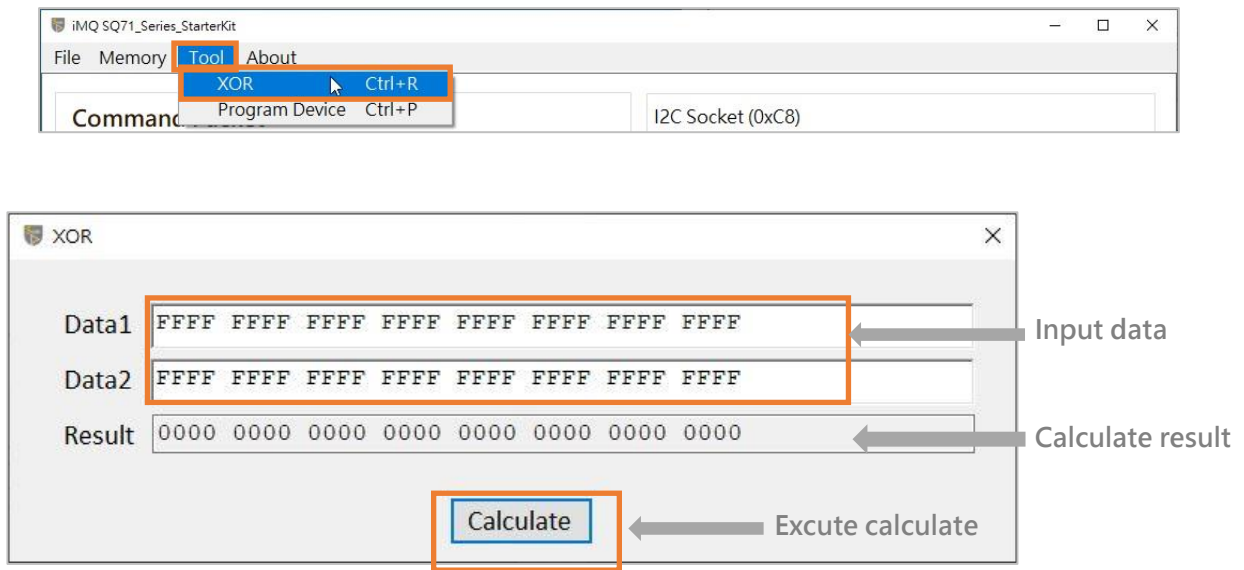 iMQ SQ71_Series_StarterKit
File Memory Tool About
XOR Ctrl+R
Program Device Ctrl+P
Command
I2C Socket (0xC8)
XOR
Data1 FFFF FFFF FFFF FFFF FFFF FFFF FFFF FFFF
Input data
Data2 FFFF FFFF FFFF FFFF FFFF FFFF FFFF FFFF
Result 0000 0000 0000 0000 0000 0000 0000 0000
Calculate result
Calculate
Excute calculate